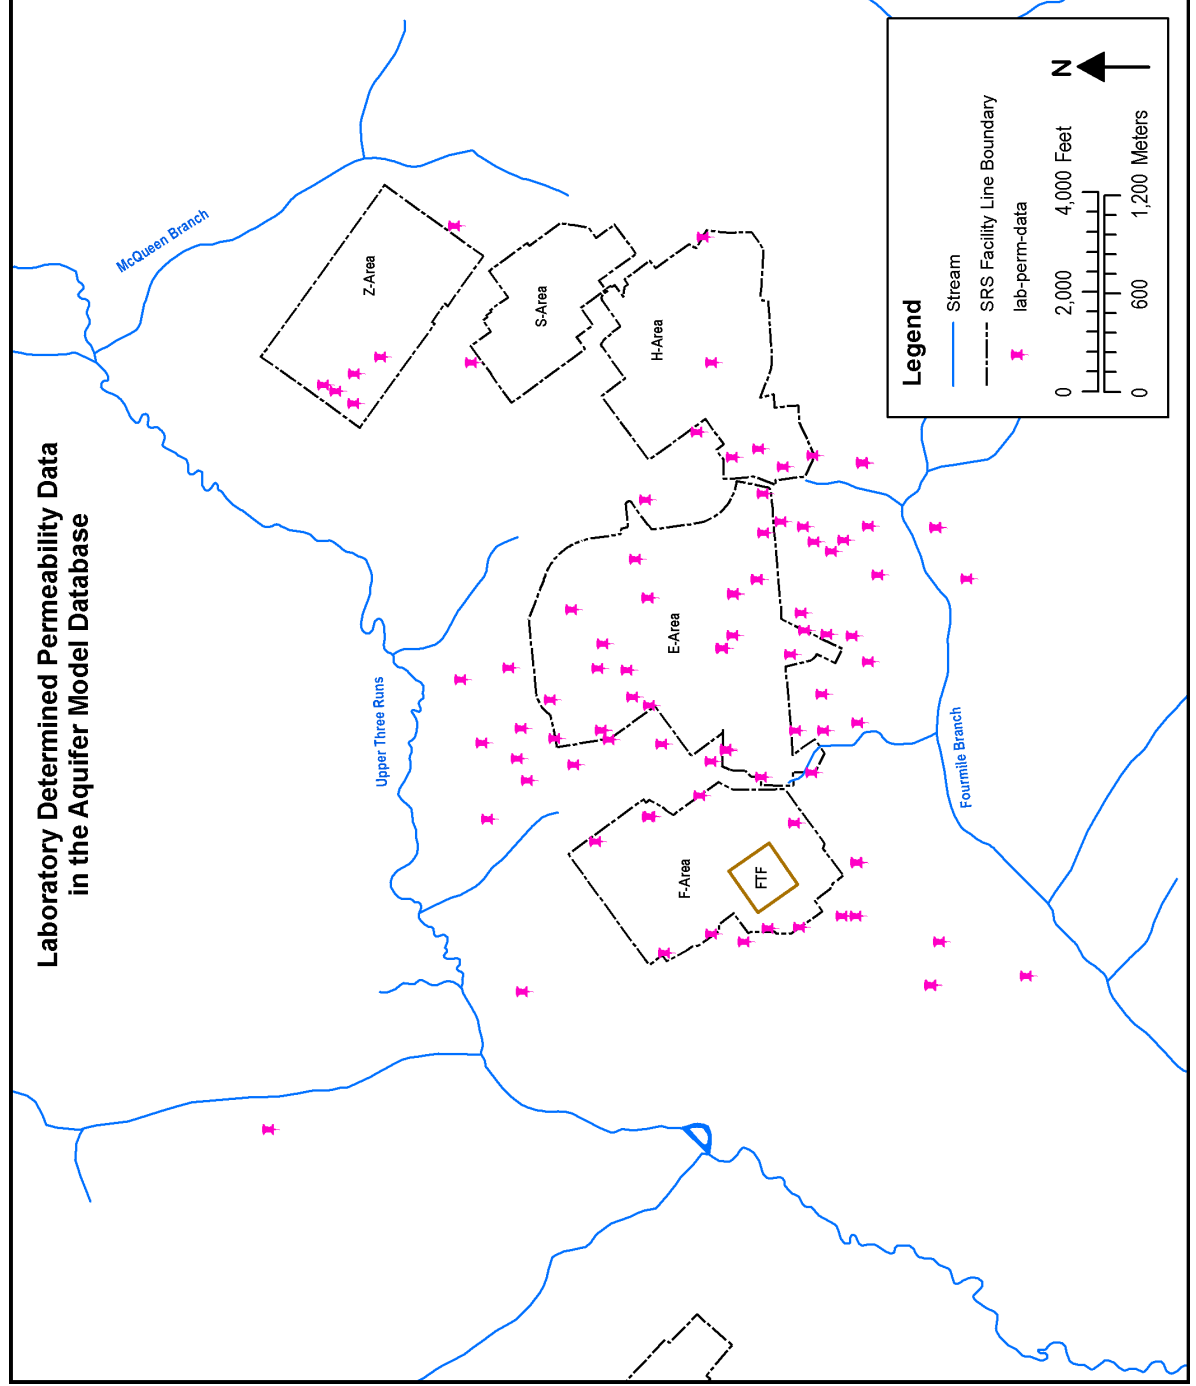 Laboratory Determined Permeability Data
in the Aquifer Model Database
McQueen Branch
Z-Area
S-Area
H-Area
Upper Three Runs
E-Area
F-Area
FTF
Fourmile Branch
Legend
Stream
SRS Facility Line Boundary
lab-perm-data
N
0 2,000 4,000 Feet
0 600 1,200 Meters